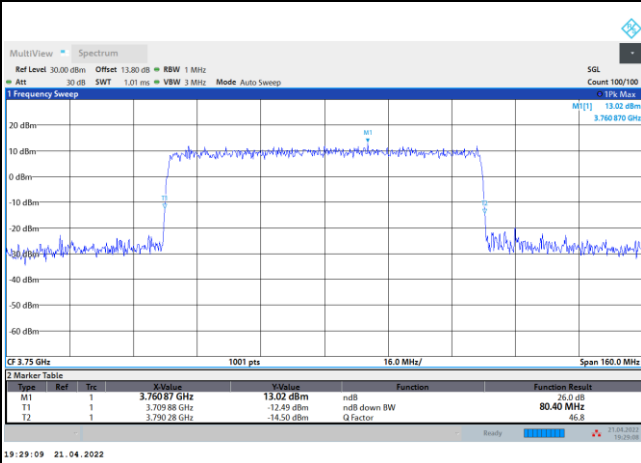 MultiView Spectrum
Ref Level 30.00 dBm Offset 13.80 dB RBW 1 MHz SGL
Att 30 dB SWT 1.01 ms VBW 3 MHz Mode Auto Sweep Count 100/100
1 Frequency Sweep 1Pk Max
M1[1] 13.02 dBm
3.760 870 GHz
20 dBm
M1
10 dBm
0 dBm
T1
-10 dBm
T2
-20 dBm
-30 dBm
-40 dBm
-50 dBm
-60 dBm
CF 3.75 GHz 1001 pts 16.0 MHz/ Span 160.0 MHz
2 Marker Table
Type Ref Trc X-Value Y-Value Function Function Result
M1 1 3.760 87 GHz 13.02 dBm ndB 26.0 dB
T1 1 3.709 88 GHz -12.49 dBm ndB down BW 80.40 MHz
T2 1 3.790 28 GHz -14.50 dBm Q Factor 46.8
Ready 21.04.2022
19:29:08
19:29:09 21.04.2022